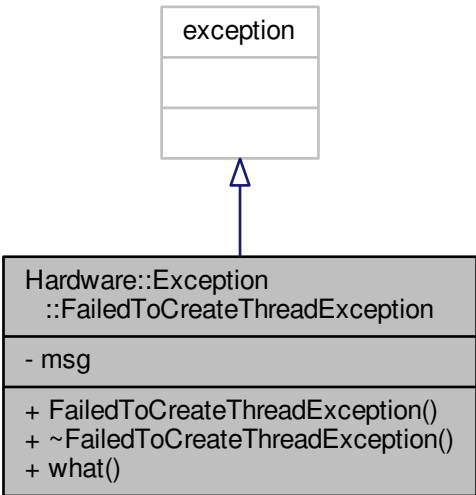 exception
Hardware::Exception
::FailedToCreateThreadException
- msg
+ FailedToCreateThreadException()
+ ~FailedToCreateThreadException()
+ what()